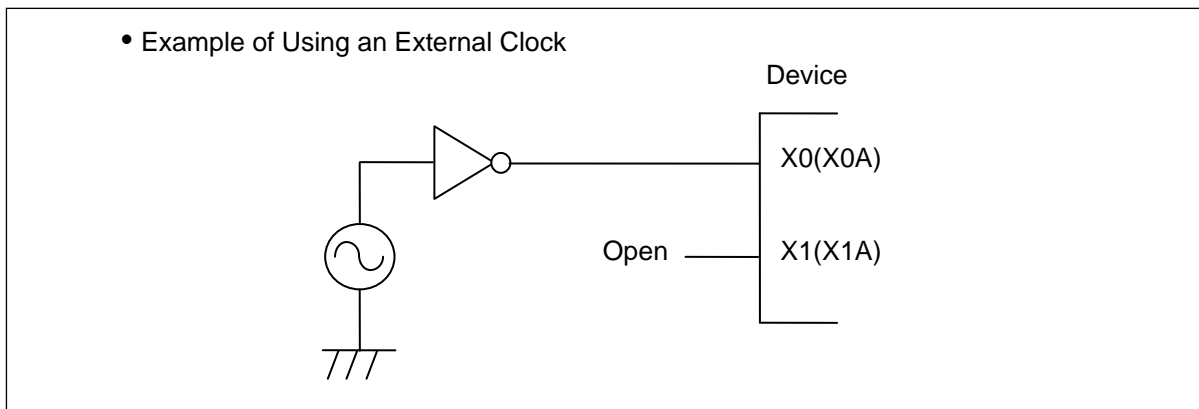 • Example of Using an External Clock
Device
X0(X0A)
Open
X1(X1A)